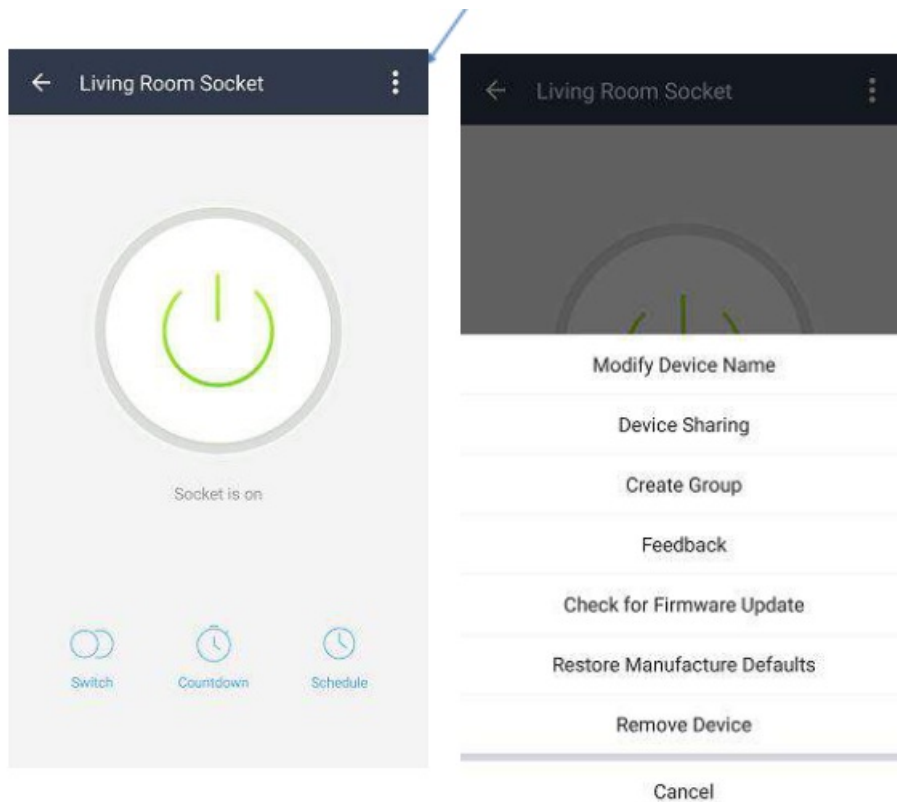 Living Room Socket
Socket is on
Switch
Countdown
Schedule
Living Room Socket
Modify Device Name
Device Sharing
Create Group
Feedback
Check for Firmware Update
Restore Manufacture Defaults
Remove Device
Cancel